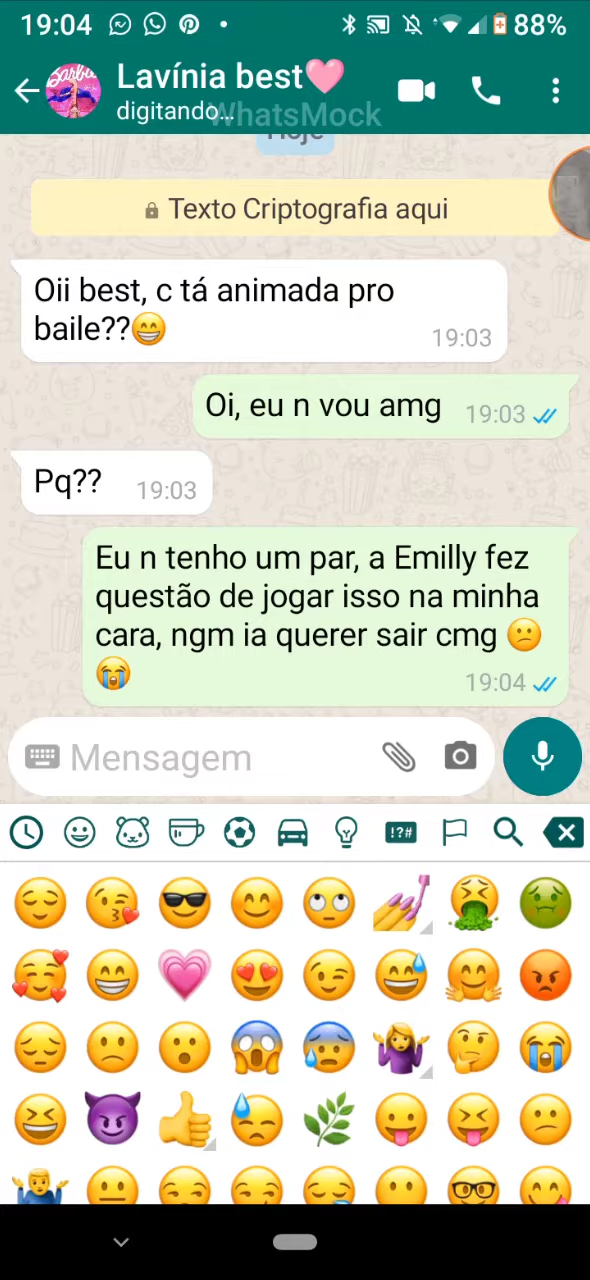 19:04
88%
Barbie
Lavínia best🩷
digitando...
WhatsMock
Hoje
Texto Criptografia aqui
Oii best, c tá animada pro
baile??😁
19:03
Oi, eu n vou amg 19:03
Pq?? 19:03
Eu n tenho um par, a Emilly fez
questão de jogar isso na minha
cara, ngm ia querer sair cmg 😕
😭
19:04
Mensagem
!?#